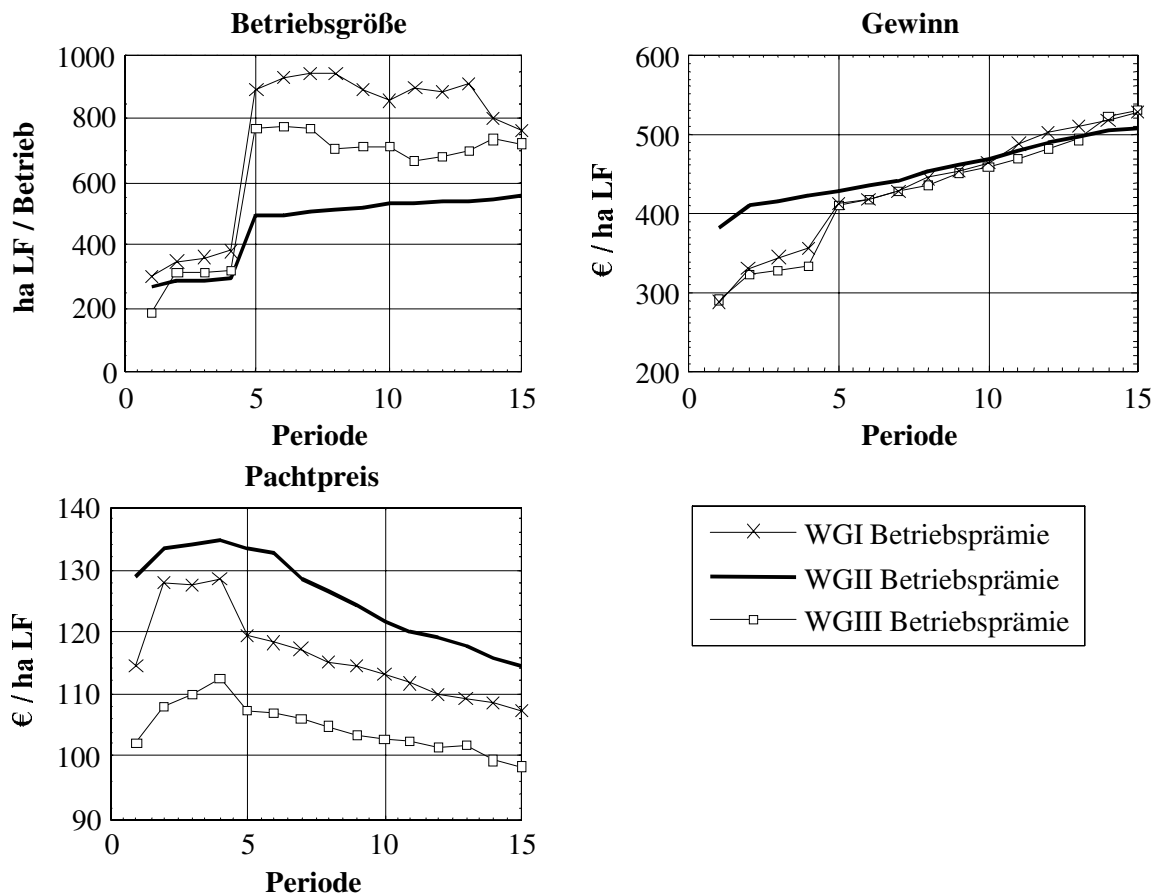 Betriebsgröße
1000
800
600
400
200
0
0 5 10 15
ha LF / Betrieb
Periode
Gewinn
600
500
400
300
200
0 5 10 15
€ / ha LF
Periode
Pachtpreis
140
130
120
110
100
90
0 5 10 15
€ / ha LF
Periode
WGI Betriebsprämie
WGII Betriebsprämie
WGIII Betriebsprämie